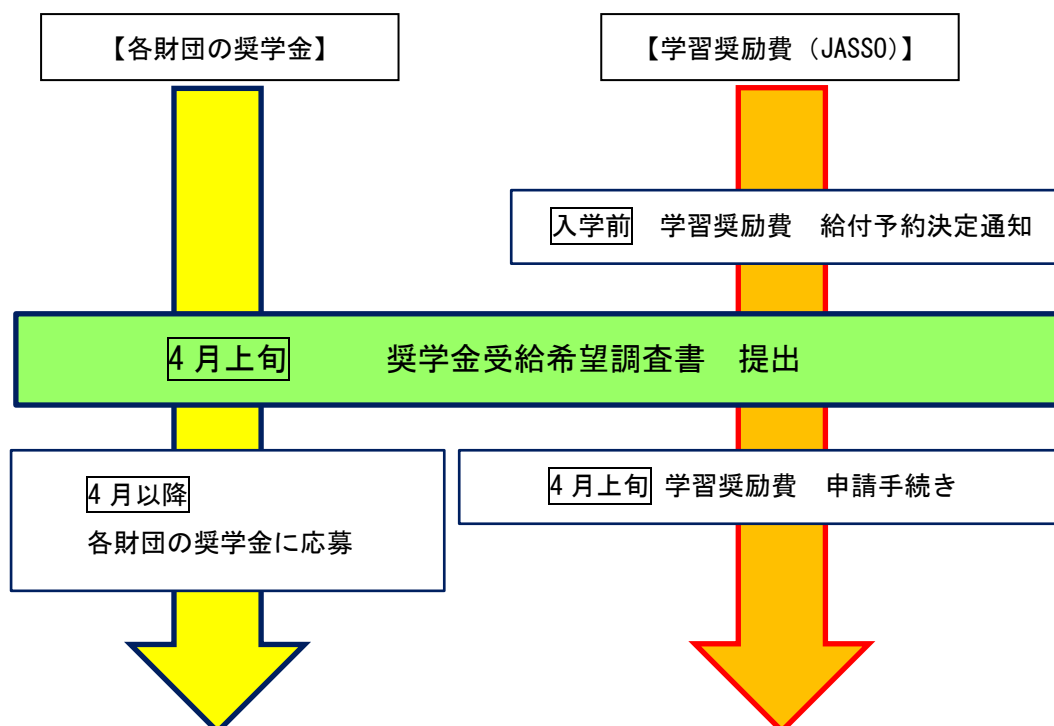 【各財団の奨学金】
【学習奨励費（JASSO）】
入学前　学習奨励費　給付予約決定通知
4 月上旬　奨学金受給希望調査書　提出
4 月以降
各財団の奨学金に応募
4 月上旬 学習奨励費　申請手続き